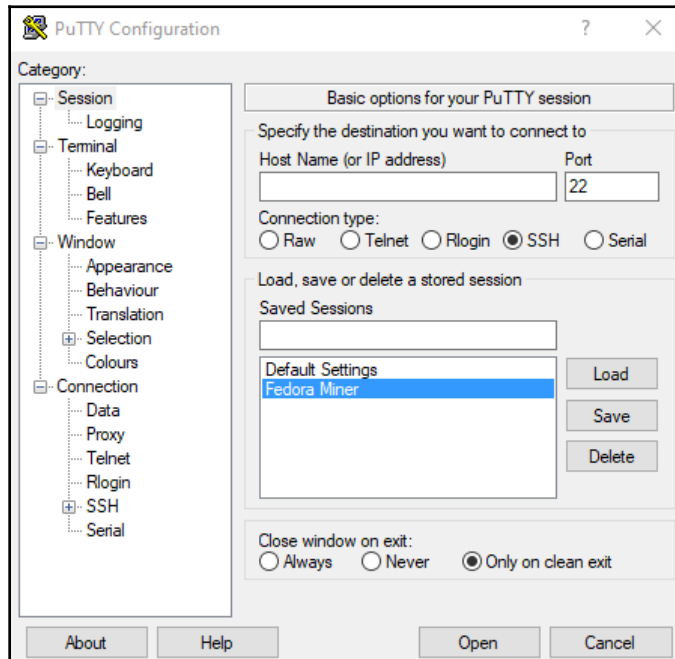 PuTTY Configuration
Category:
Session
Logging
Terminal
Keyboard
Bell
Features
Window
Appearance
Behaviour
Translation
Selection
Colours
Connection
Data
Proxy
Telnet
Rlogin
SSH
Serial
Basic options for your PuTTY session
Specify the destination you want to connect to
Host Name (or IP address) Port
22
Connection type:
Raw Telnet Rlogin SSH Serial
Load, save or delete a stored session
Saved Sessions
Default Settings
Fedora Miner
Load
Save
Delete
Close window on exit:
Always Never Only on clean exit
About Help Open Cancel